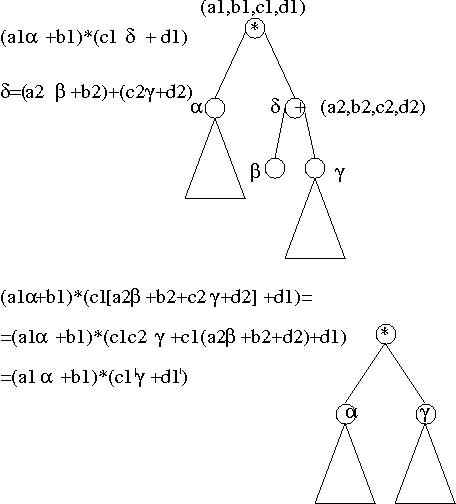 (a1,b1,c1,d1)
*
(a1α +b1)*(c1 δ + d1)
δ=(a2 β +b2)+(c2γ+d2)
α
δ
+
(a2,b2,c2,d2)
β
γ
(a1α+b1)*(c1[a2β +b2+c2 γ+d2] +d1)=
=(a1α +b1)*(c1c2 γ +c1(a2β +b2+d2)+d1)
*
=(a1 α +b1)*(c1'γ +d1')
α
γ